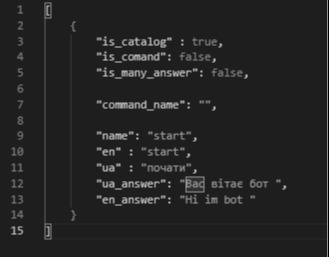 1 [
2 {
3 "is_catalog" : true,
4 "is_comand": false,
5 "is_many_answer": false,
6
7 "command_name": "",
8
9 "name": "start",
10 "en" : "start",
11 "ua" : "почати",
12 "ua_answer": "Вас вітає бот ",
13 "en_answer": "Hi im bot "
14 }
15 ]